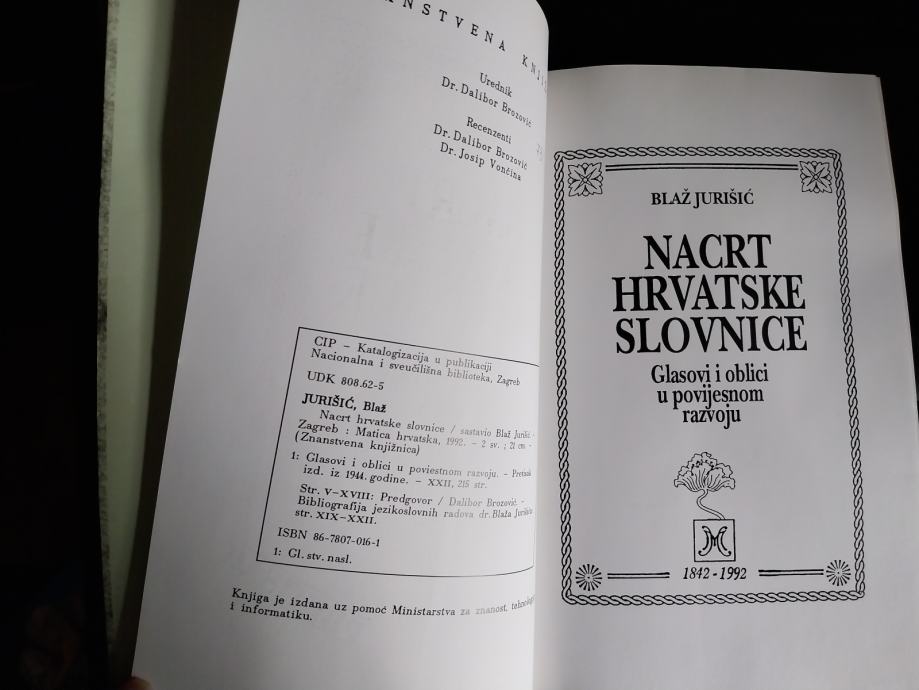 Urednik
Dr. Dalibor Brozović
Recenzenti
Dr. Dalibor Brozović
Dr. Josip Vončina
CIP – Katalogizacija u publikaciji
Nacionalna i sveučilišna biblioteka, Zagreb
UDK 808.62-5
JURIŠIĆ, Blaž
Nacrt hrvatske slovnice / sastavio Blaž Jurišić. –
Zagreb : Matica hrvatska, 1992. – 2 sv. ; 21 cm. –
(Znanstvena knjižnica)
1: Glasovi i oblici u poviestnom razvoju. – Pretisak
izd. iz 1944. godine. – XXII, 215 str.
Str. V–XVIII: Predgovor / Dalibor Brozović. –
Bibliografija jezikoslovnih radova dr. Blaža Jurišića:
str. XIX–XXII.
ISBN 86-7807-016-1
1: Gl. stv. nasl.
Knjiga je izdana uz pomoć Ministarstva za znanost,
i informatiku.
BLAŽ JURIŠIĆ
NACRT
HRVATSKE
SLOVNICE
Glasovi i oblici
u povijesnom
razvoju
M
1842 - 1992